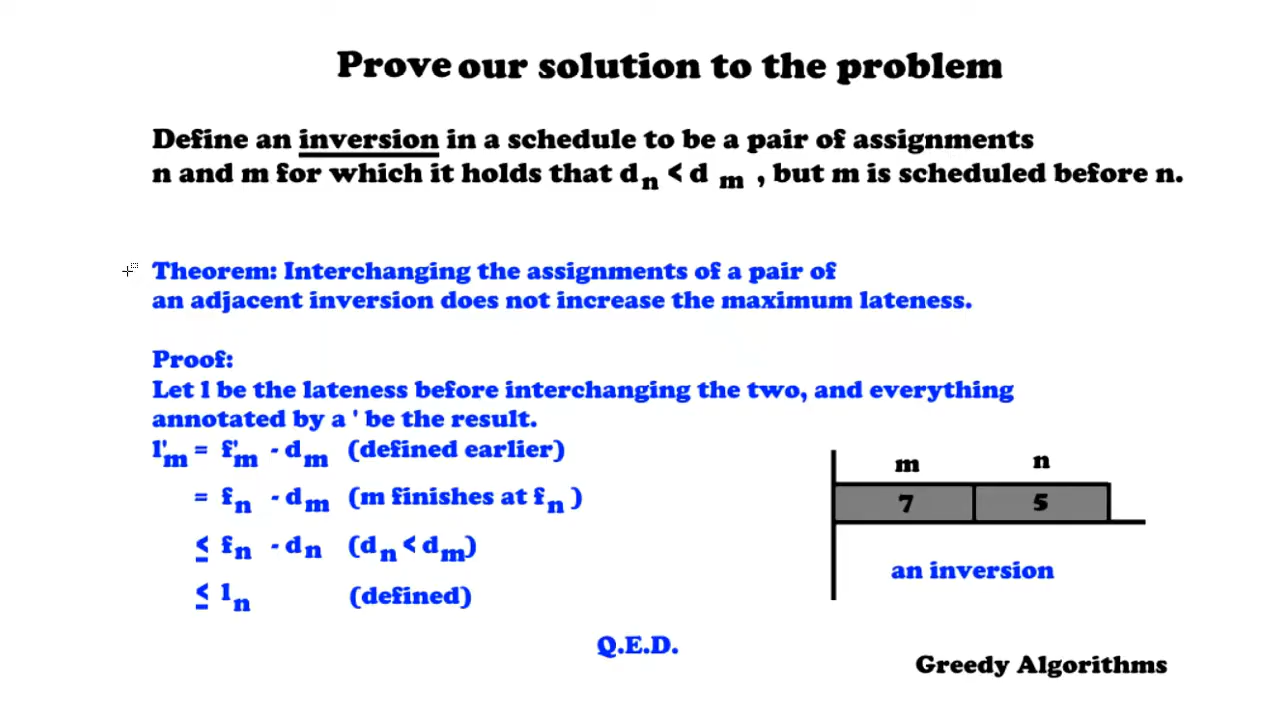 Prove our solution to the problem
Define an inversion in a schedule to be a pair of assignments
n and m for which it holds that d n < d m , but m is scheduled before n.
Theorem: Interchanging the assignments of a pair of
an adjacent inversion does not increase the maximum lateness.
Proof:
Let l be the lateness before interchanging the two, and everything
annotated by a ' be the result.
l'm = f'm - dm (defined earlier)
= fn - dm (m finishes at fn )
≤ fn - dn (dn < dm)
≤ ln (defined)
Q.E.D.
m n
7 5
an inversion
Greedy Algorithms